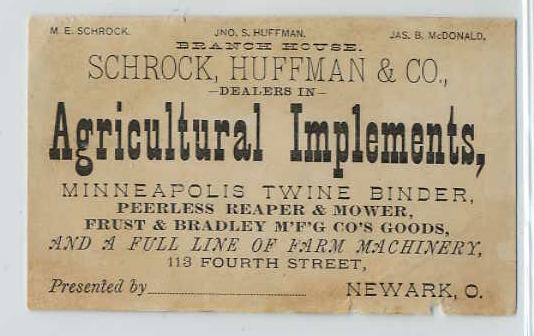 M. E. SCHROCK. JNO. S. HUFFMAN. JAS. B. McDONALD.
BRANCH HOUSE.
SCHROCK, HUFFMAN & CO.,
—DEALERS IN—
Agricultural Implements,
MINNEAPOLIS TWINE BINDER,
PEERLESS REAPER & MOWER,
FRUST & BRADLEY M'F'G CO'S GOODS,
AND A FULL LINE OF FARM MACHINERY,
113 FOURTH STREET,
Presented by NEWARK, O.